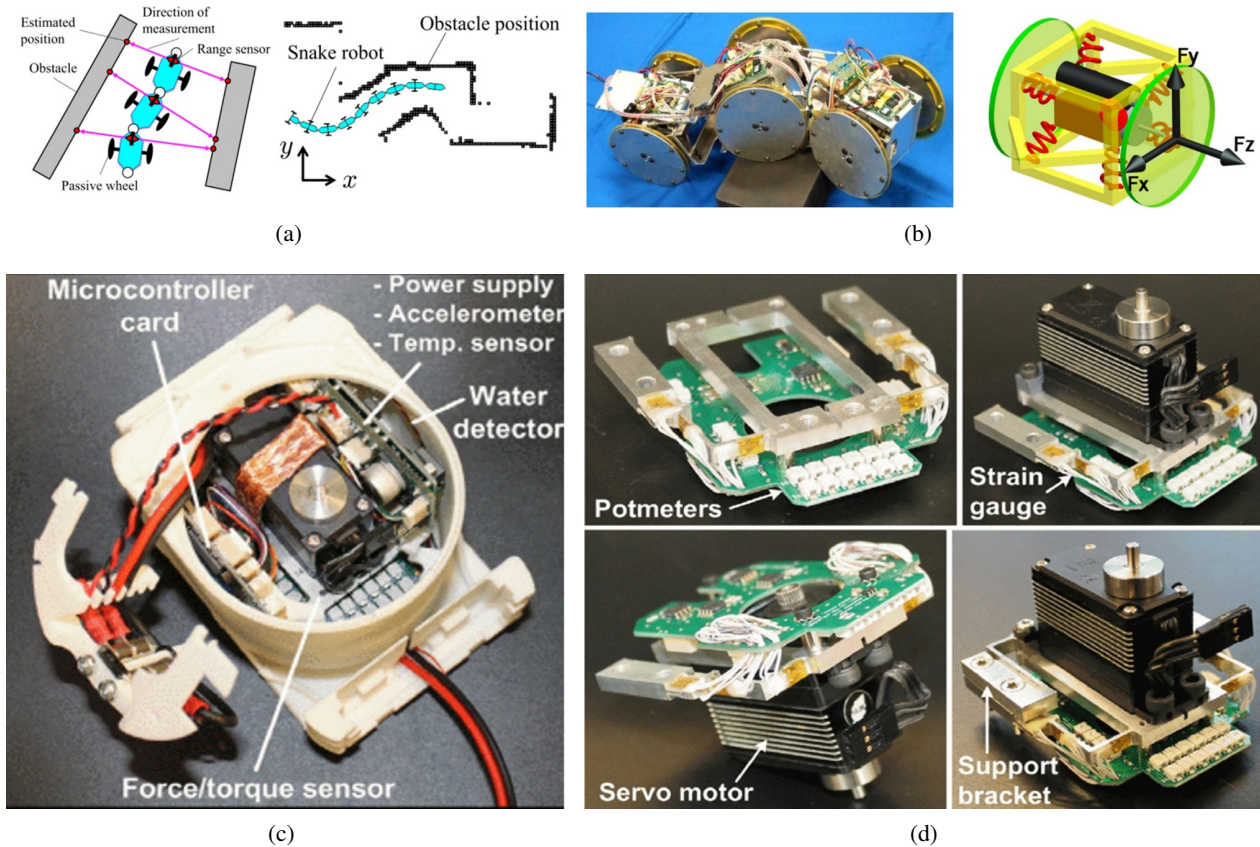 Estimated
position
Direction of
measurement
Range sensor
Obstacle
Passive wheel
Snake robot
Obstacle position
y
x
(a)
Fy
Fz
Fx
(b)
Microcontroller
card
- Power supply
- Accelerometer
- Temp. sensor
Water
detector
Force/torque sensor
(c)
Potmeters
Strain
gauge
Servo motor
Support
bracket
(d)